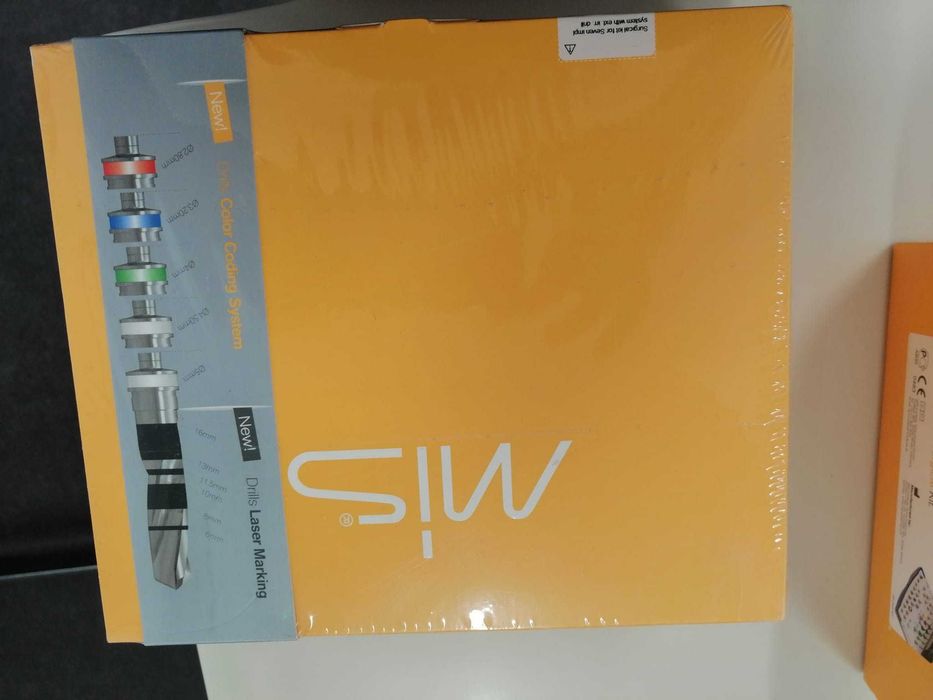 Surgical kit for Seven impl
system with ext. irr. drill
New!
Drills Color Coding System
Ø2.80mm
Ø3.20mm
Ø4mm
Ø4.50mm
Ø5mm
New!
Drills Laser Marking
16mm
13mm
11.5mm
10mm
8mm
6mm
MIS®
CE